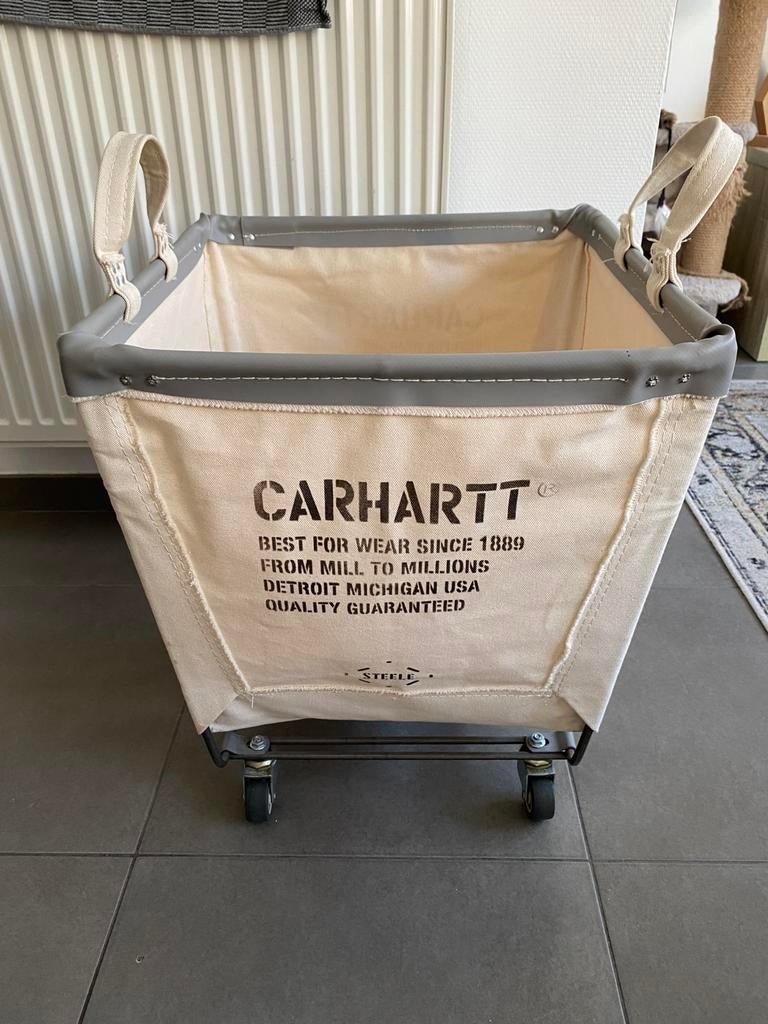 CARHARTT®
BEST FOR WEAR SINCE 1889
FROM MILL TO MILLIONS
DETROIT MICHIGAN USA
QUALITY GUARANTEED
STEELE